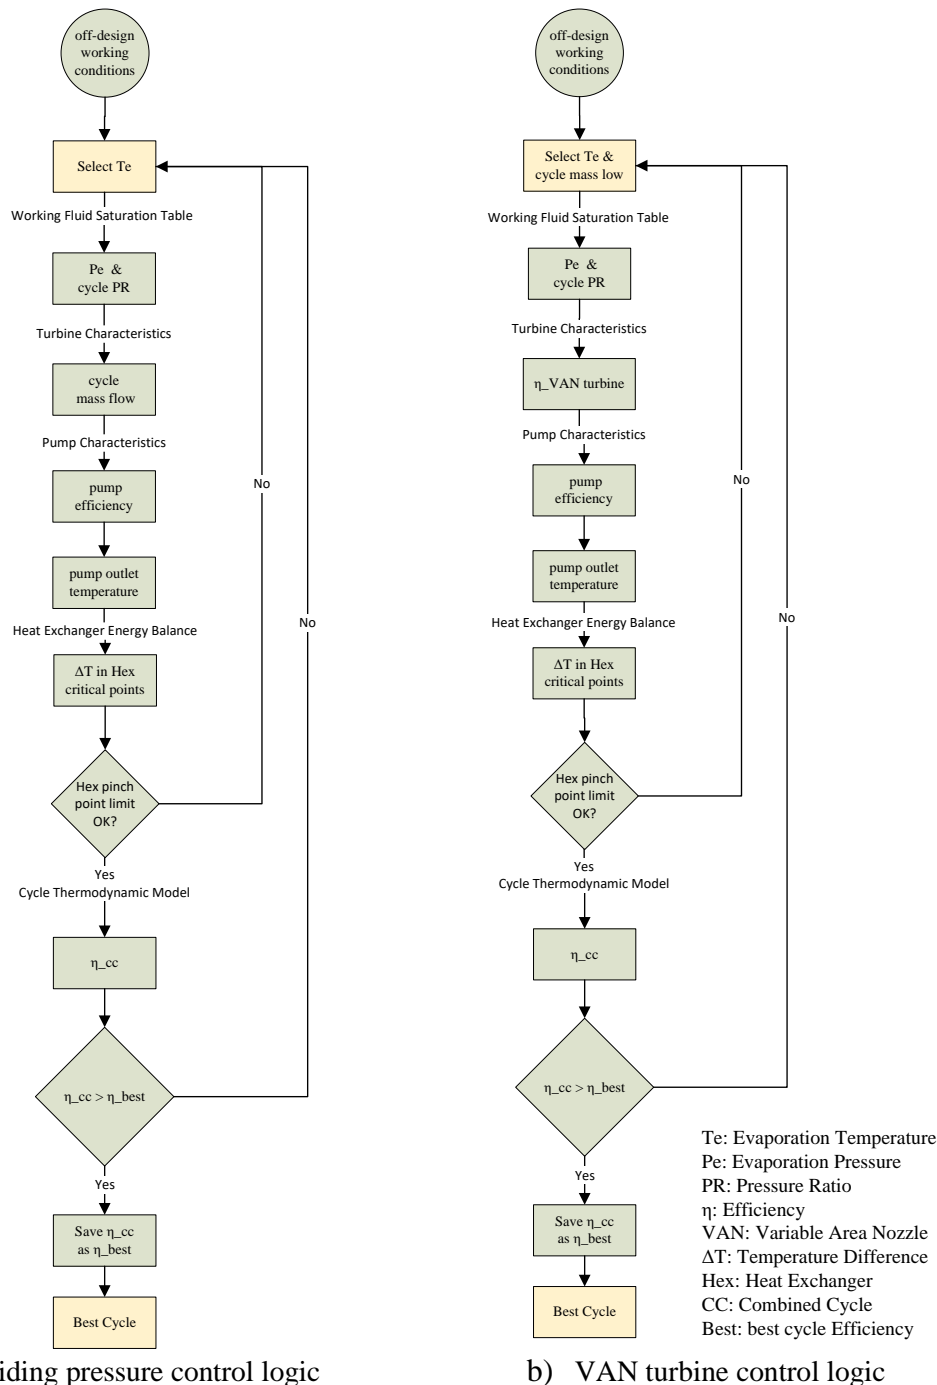 off-design
working
conditions
Select Te
Working Fluid Saturation Table
Pe &
cycle PR
Turbine Characteristics
cycle
mass flow
Pump Characteristics
pump
efficiency
No
pump outlet
temperature
No
Heat Exchanger Energy Balance
ΔT in Hex
critical points
Hex pinch
point limit
OK?
Yes
Cycle Thermodynamic Model
η_cc
η_cc > η_best
Yes
Save η_cc
as η_best
Best Cycle
iding pressure control logic
off-design
working
conditions
Select Te &
cycle mass low
Working Fluid Saturation Table
Pe &
cycle PR
Turbine Characteristics
η_VAN turbine
Pump Characteristics
pump
efficiency
No
pump outlet
temperature
No
Heat Exchanger Energy Balance
ΔT in Hex
critical points
Hex pinch
point limit
OK?
Yes
Cycle Thermodynamic Model
η_cc
η_cc > η_best
Yes
Save η_cc
as η_best
Best Cycle
b) VAN turbine control logic
Te: Evaporation Temperature
Pe: Evaporation Pressure
PR: Pressure Ratio
η: Efficiency
VAN: Variable Area Nozzle
ΔT: Temperature Difference
Hex: Heat Exchanger
CC: Combined Cycle
Best: best cycle Efficiency